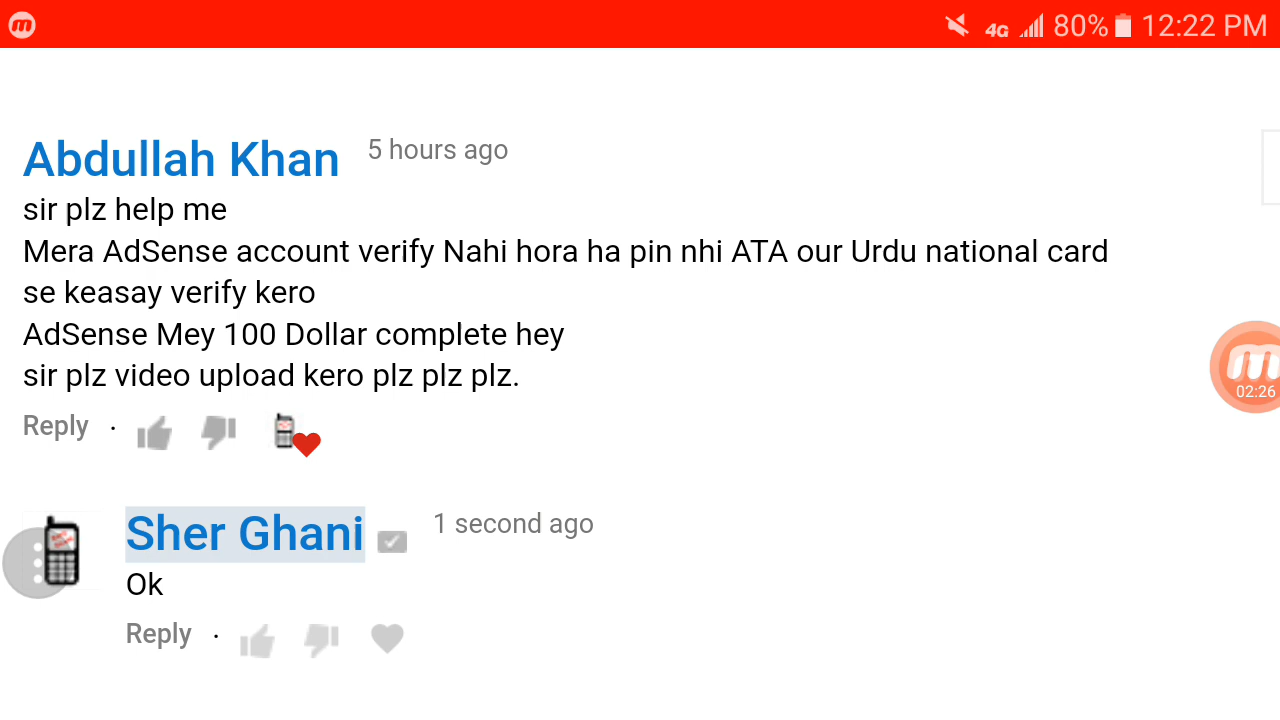 4G 80% 12:22 PM
Abdullah Khan 5 hours ago
sir plz help me
Mera AdSense account verify Nahi hora ha pin nhi ATA our Urdu national card
se keasay verify kero
AdSense Mey 100 Dollar complete hey
sir plz video upload kero plz plz plz.
02:26
Reply ·
Sher Ghani 1 second ago
Ok
Reply ·